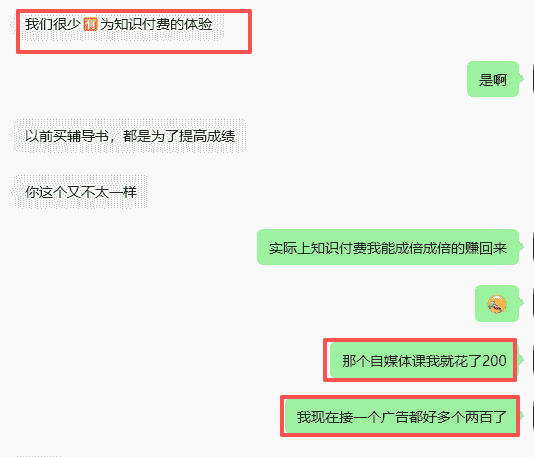 我们很少🈶为知识付费的体验
是啊
以前买辅导书，都是为了提高成绩
你这个又不太一样
实际上知识付费我能成倍成倍的赚回来
那个自媒体课我就花了200
我现在接一个广告都好多个两百了